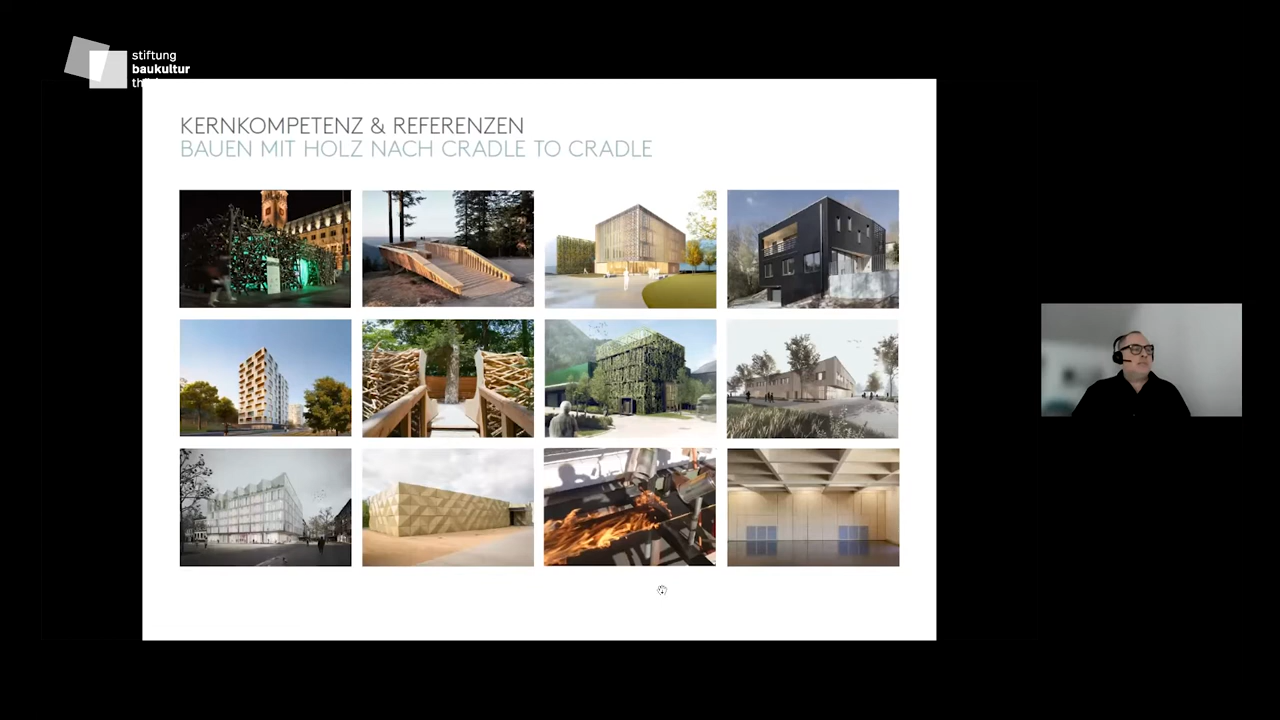 stiftung
baukultur
KERNKOMPETENZ & REFERENZEN
BAUEN MIT HOLZ NACH CRADLE TO CRADLE